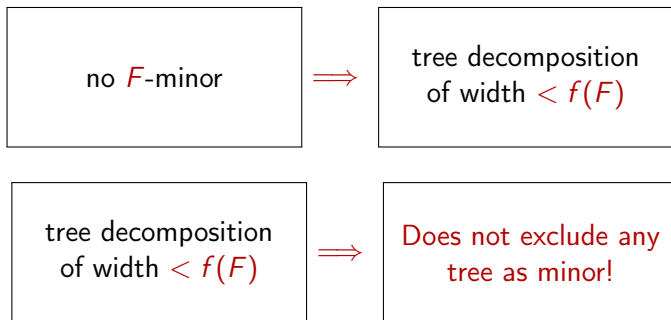 no F-minor ⟹ tree decomposition
of width < f(F)
tree decomposition
of width < f(F) ⟹ Does not exclude any
tree as minor!